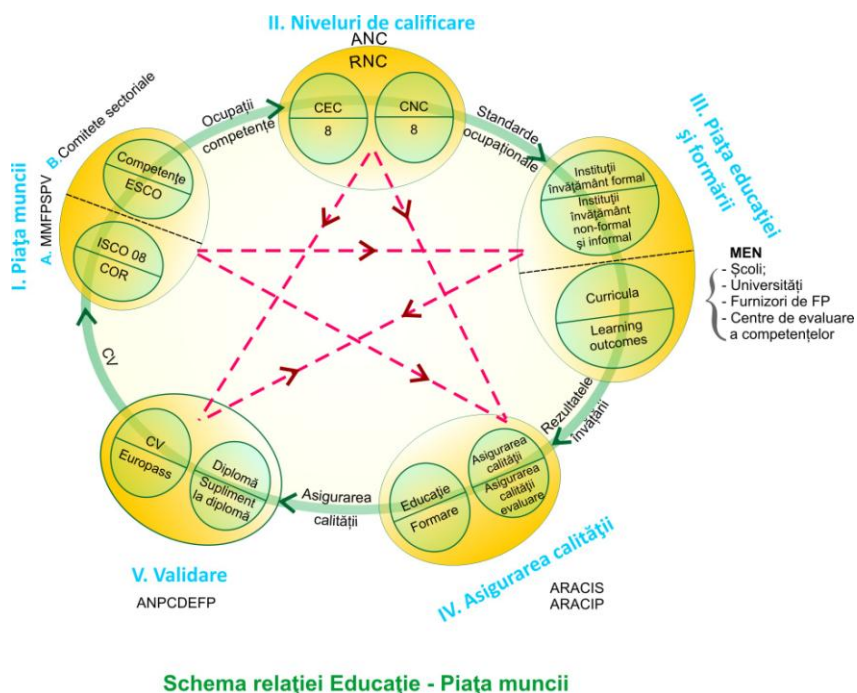 II. Niveluri de calificare
ANC
RNC
CEC
8
CNC
8
Ocupații
competențe
Standarde
ocupaționale
I. Piața muncii
A. MMFPSPV
B. Comitete sectoriale
Competențe
ESCO
ISCO 08
COR
III. Piața educației
și formării
Instituții
învățământ formal
Instituții
învățământ
non-formal
și informal
Curricula
Learning
outcomes
MEN
- Școli;
- Universități
- Furnizori de FP
- Centre de evaluare
a competențelor
Rezultatele
învățării
Asigurarea
calității
Asigurarea
calității
evaluare
Educație
Formare
IV. Asigurarea calității
ARACIS
ARACIP
Asigurarea
calității
Diplomă
Supliment
la diplomă
CV
Europass
V. Validare
ANPCDEFP
CV
Schema relației Educație - Piața muncii